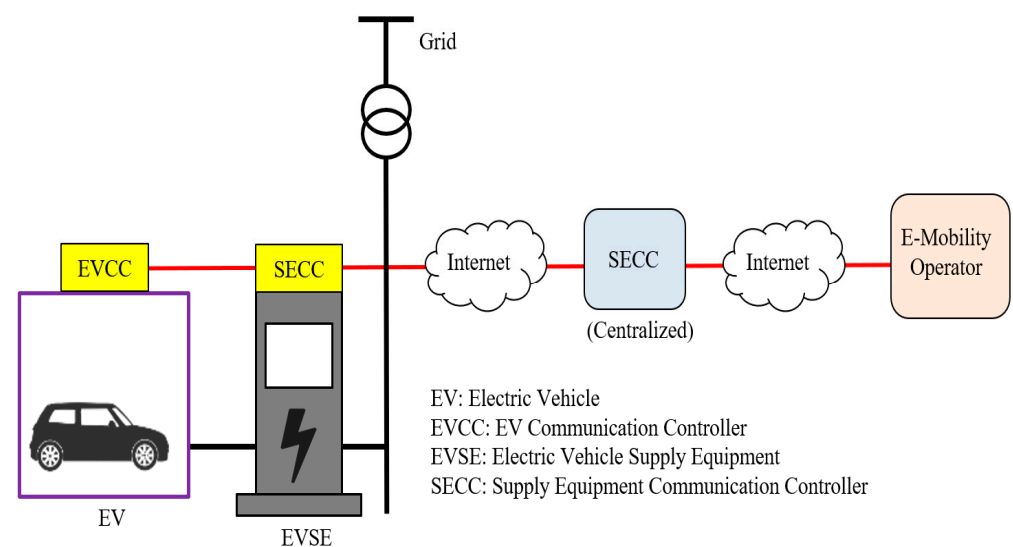 Grid
EVCC
SECC
Internet
SECC
(Centralized)
Internet
E-Mobility
Operator
EV
EVSE
EV: Electric Vehicle
EVCC: EV Communication Controller
EVSE: Electric Vehicle Supply Equipment
SECC: Supply Equipment Communication Controller